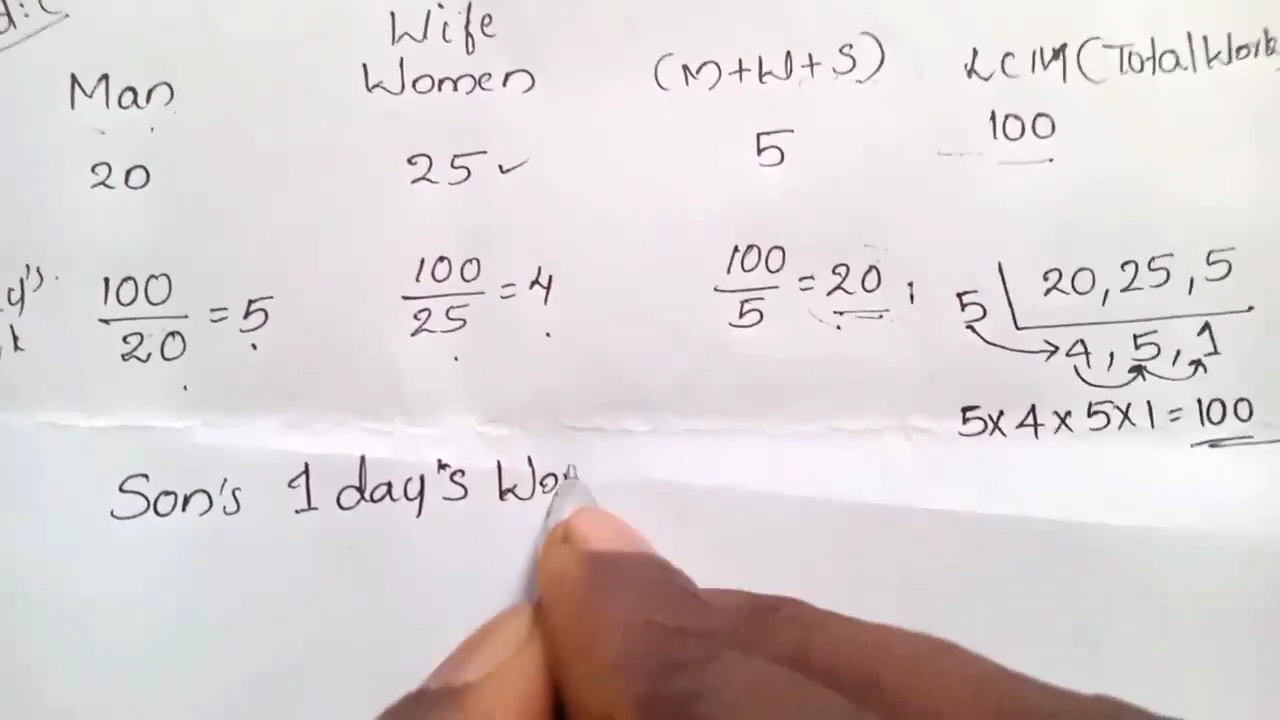 Wife
Man Women (M+W+S) LCM (Total Work
20 25 ✓ 5 100
100/20 = 5 100/25 = 4 100/5 = 20, 5 | 20, 25, 5
4, 5, 1
5 x 4 x 5 x 1 = 100
Son's 1 day's Wo